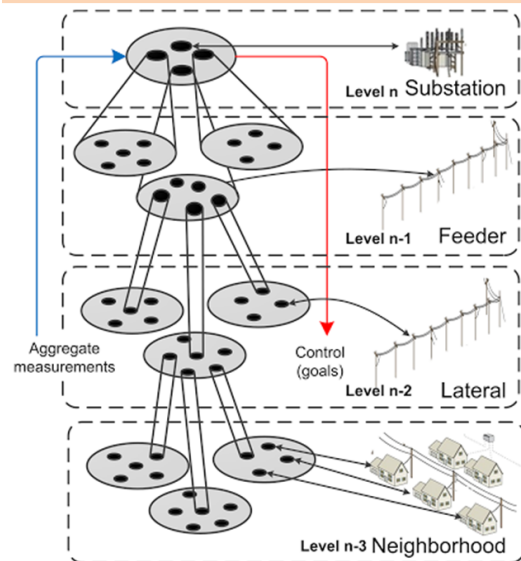 Level n Substation
Level n-1 Feeder
Aggregate
measurements
Control
(goals)
Level n-2 Lateral
Level n-3 Neighborhood